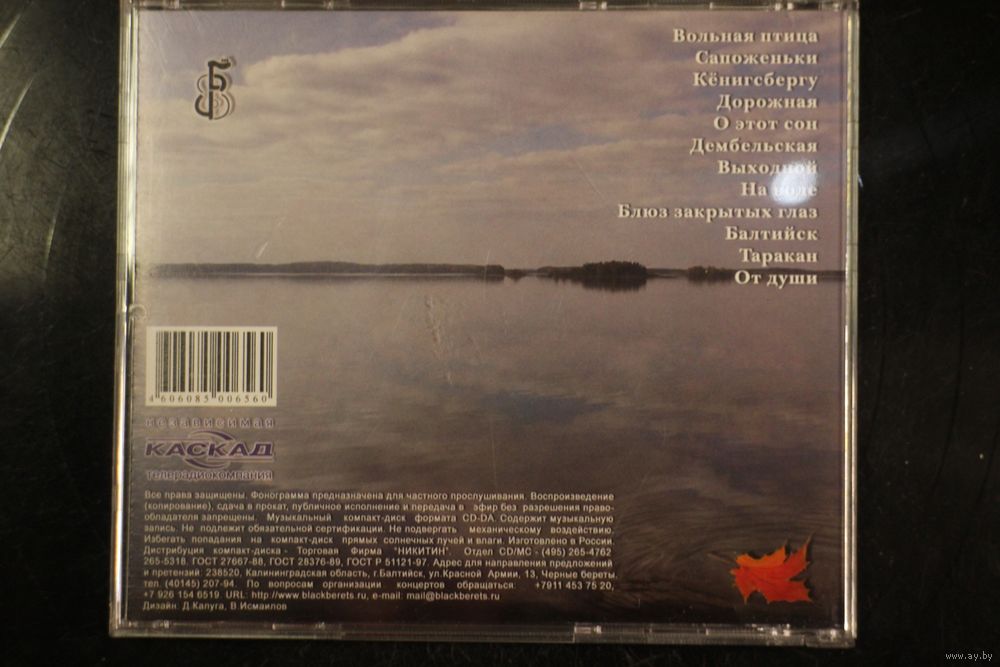 Вольная птица
Сапоженьки
Кёнигсбергу
Дорожная
О этот сон
Дембельская
Выходной
На воле
Блюз закрытых глаз
Балтийск
Таракан
От души
4 606085 006560
независимая
КАСКАД
телерадиокомпания
Все права защищены. Фонограмма предназначена для частного прослушивания. Воспроизведение
(копирование), сдача в прокат, публичное исполнение и передача в эфир без разрешения право-
обладателя запрещены. Музыкальный компакт-диск формата CD-DA. Содержит музыкальную
запись. Не подлежит обязательной сертификации. Не подвергать механическому воздействию.
Избегать попадания на компакт-диск прямых солнечных лучей и влаги. Изготовлено в России.
Дистрибуция компакт-диска - Торговая Фирма "НИКИТИН". Отдел CD/MC - (495) 265-4762
265-5318. ГОСТ 27667-88, ГОСТ 28376-89, ГОСТ Р 51121-97. Адрес для направления предложений
и претензий: 238520, Калининградская область, г.Балтийск, ул.Красной Армии, 13, Черные береты.
тел. (40145) 207-94. По вопросам организации концертов обращаться: +7911 453 75 20,
+7 926 154 6519. URL: http://www.blackberets.ru, e-mail: mail@blackberets.ru
Дизайн: Д.Калуга, В.Исмаилов
www.ay.by